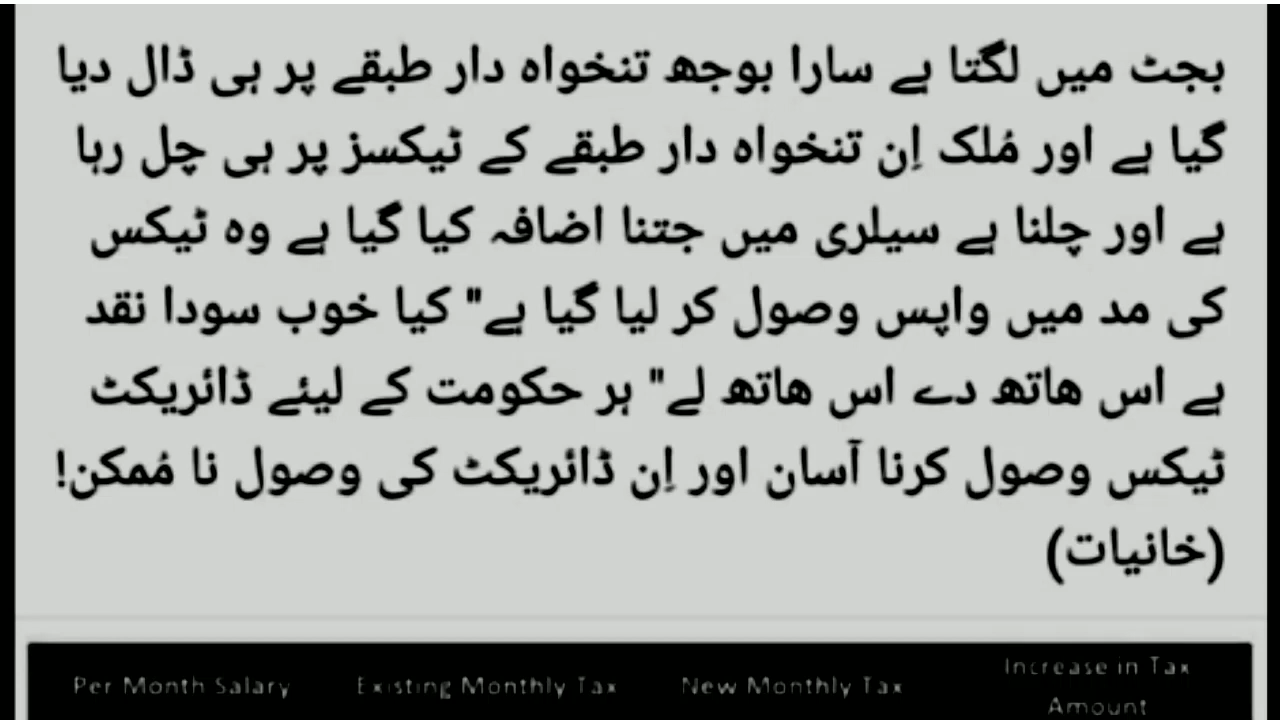 بجٹ میں لگتا ہے سارا بوجھ تنخواہ دار طبقے پر ہی ڈال دیا
گیا ہے اور مُلک اِن تنخواہ دار طبقے کے ٹیکسز پر ہی چل رہا
ہے اور چلنا ہے سیلری میں جتنا اضافہ کیا گیا ہے وہ ٹیکس
کی مد میں واپس وصول کر لیا گیا ہے" کیا خوب سودا نقد
ہے اس ھاتھ دے اس ھاتھ لے" ہر حکومت کے لیئے ڈائریکٹ
ٹیکس وصول کرنا آسان اور اِن ڈائریکٹ کی وصول نا مُمکن!
(خانیات)
Per Month Salary Existing Monthly Tax New Monthly Tax Increase in Tax Amount